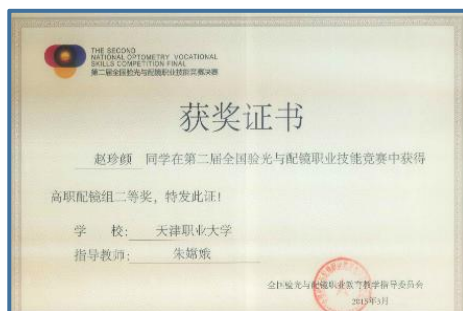 THE SECOND
NATIONAL OPTOMETRY VOCATIONAL
SKILLS COMPETITION FINAL
第二届全国验光与配镜职业技能竞赛决赛
获奖证书
赵珍颜 同学在第二届全国验光与配镜职业技能竞赛中获得
高职配镜组二等奖，特发此证！
学 校： 天津职业大学
指导教师： 朱嫦娥
全国验光与配镜职业教育教学指导委员会
2015年3月